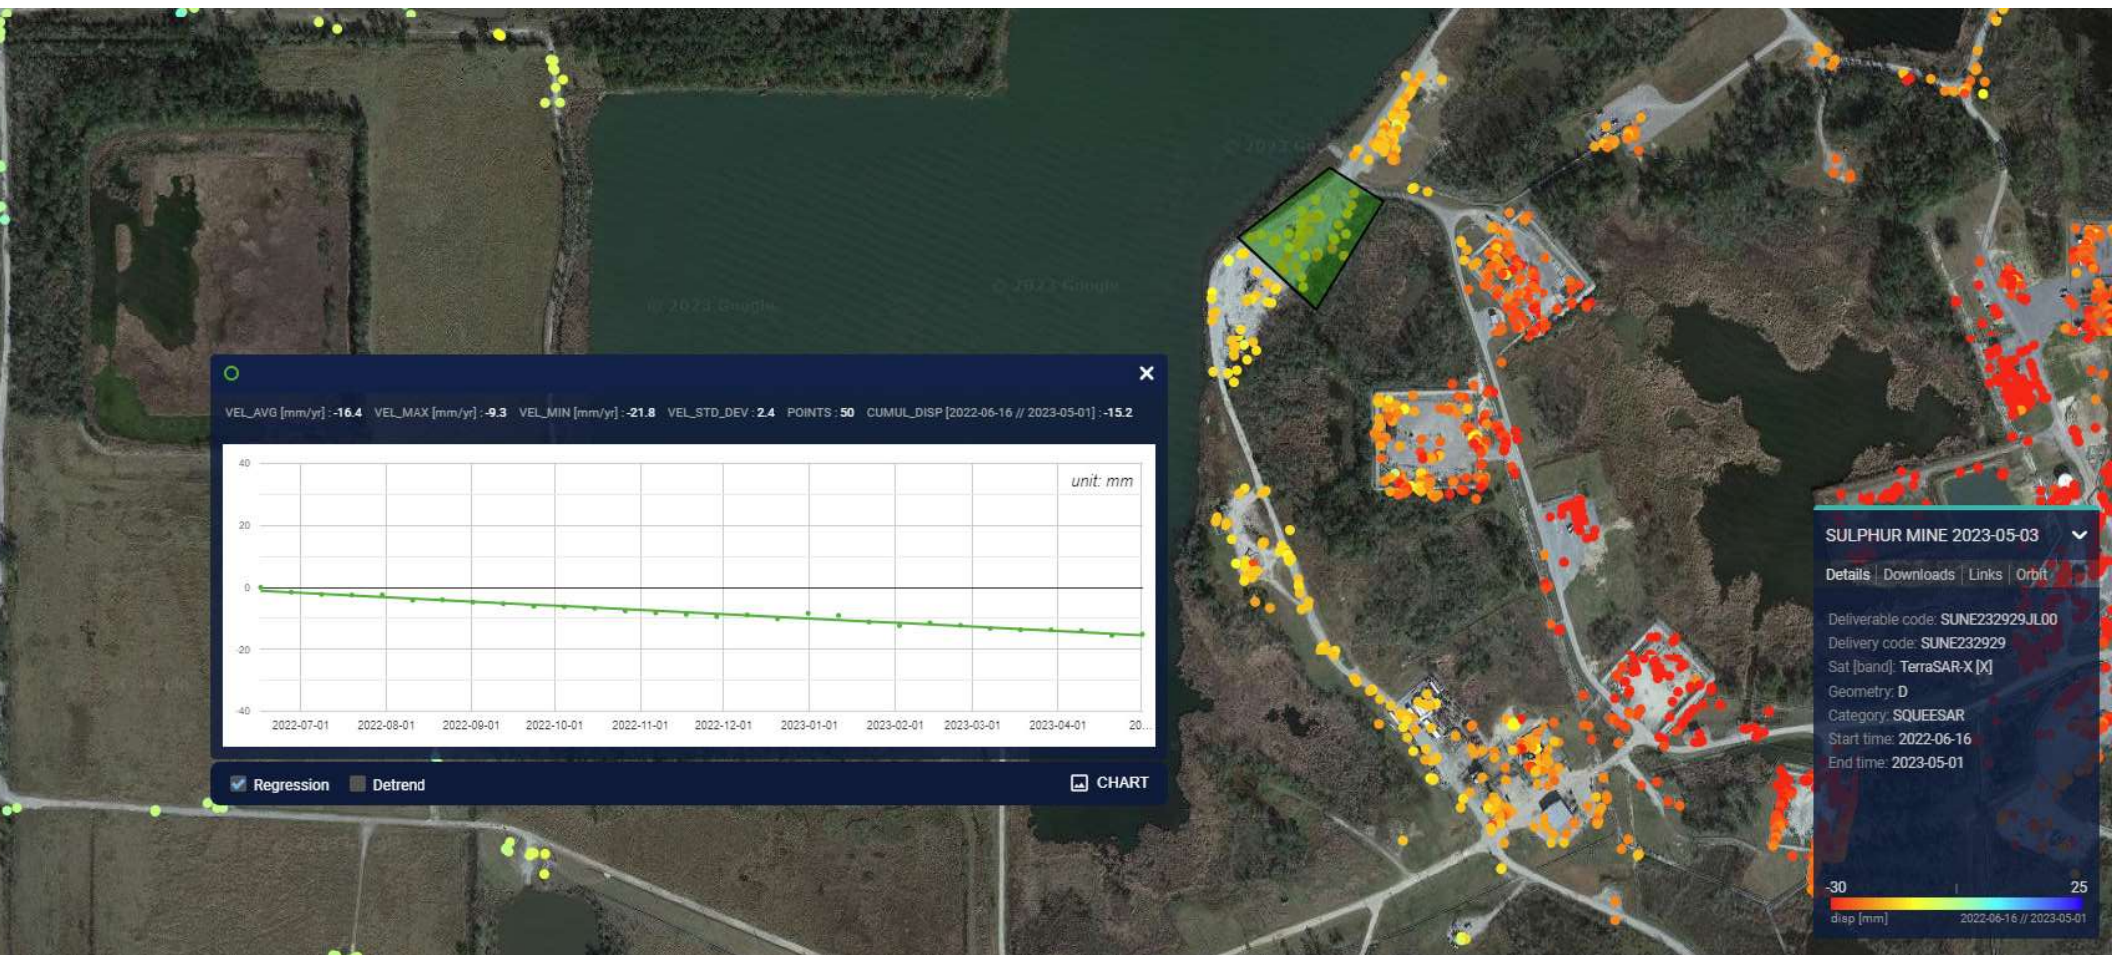 © 2023 Google
© 2023 Google
VEL_AVG [mm/yr] : -16.4 VEL_MAX [mm/yr] : -9.3 VEL_MIN [mm/yr] : -21.8 VEL_STD_DEV : 2.4 POINTS : 50 CUMUL_DISP [2022-06-16 // 2023-05-01] : -15.2
unit: mm
40
20
0
-20
-40
2022-07-01 2022-08-01 2022-09-01 2022-10-01 2022-11-01 2022-12-01 2023-01-01 2023-02-01 2023-03-01 2023-04-01 20...
Regression Detrend CHART
SULPHUR MINE 2023-05-03
Details | Downloads | Links | Orbit
Deliverable code: SUNE232929JL00
Delivery code: SUNE232929
Sat [band]: TerraSAR-X [X]
Geometry: D
Category: SQUEESAR
Start time: 2022-06-16
End time: 2023-05-01
-30 25
disp [mm] 2022-06-16 // 2023-05-01